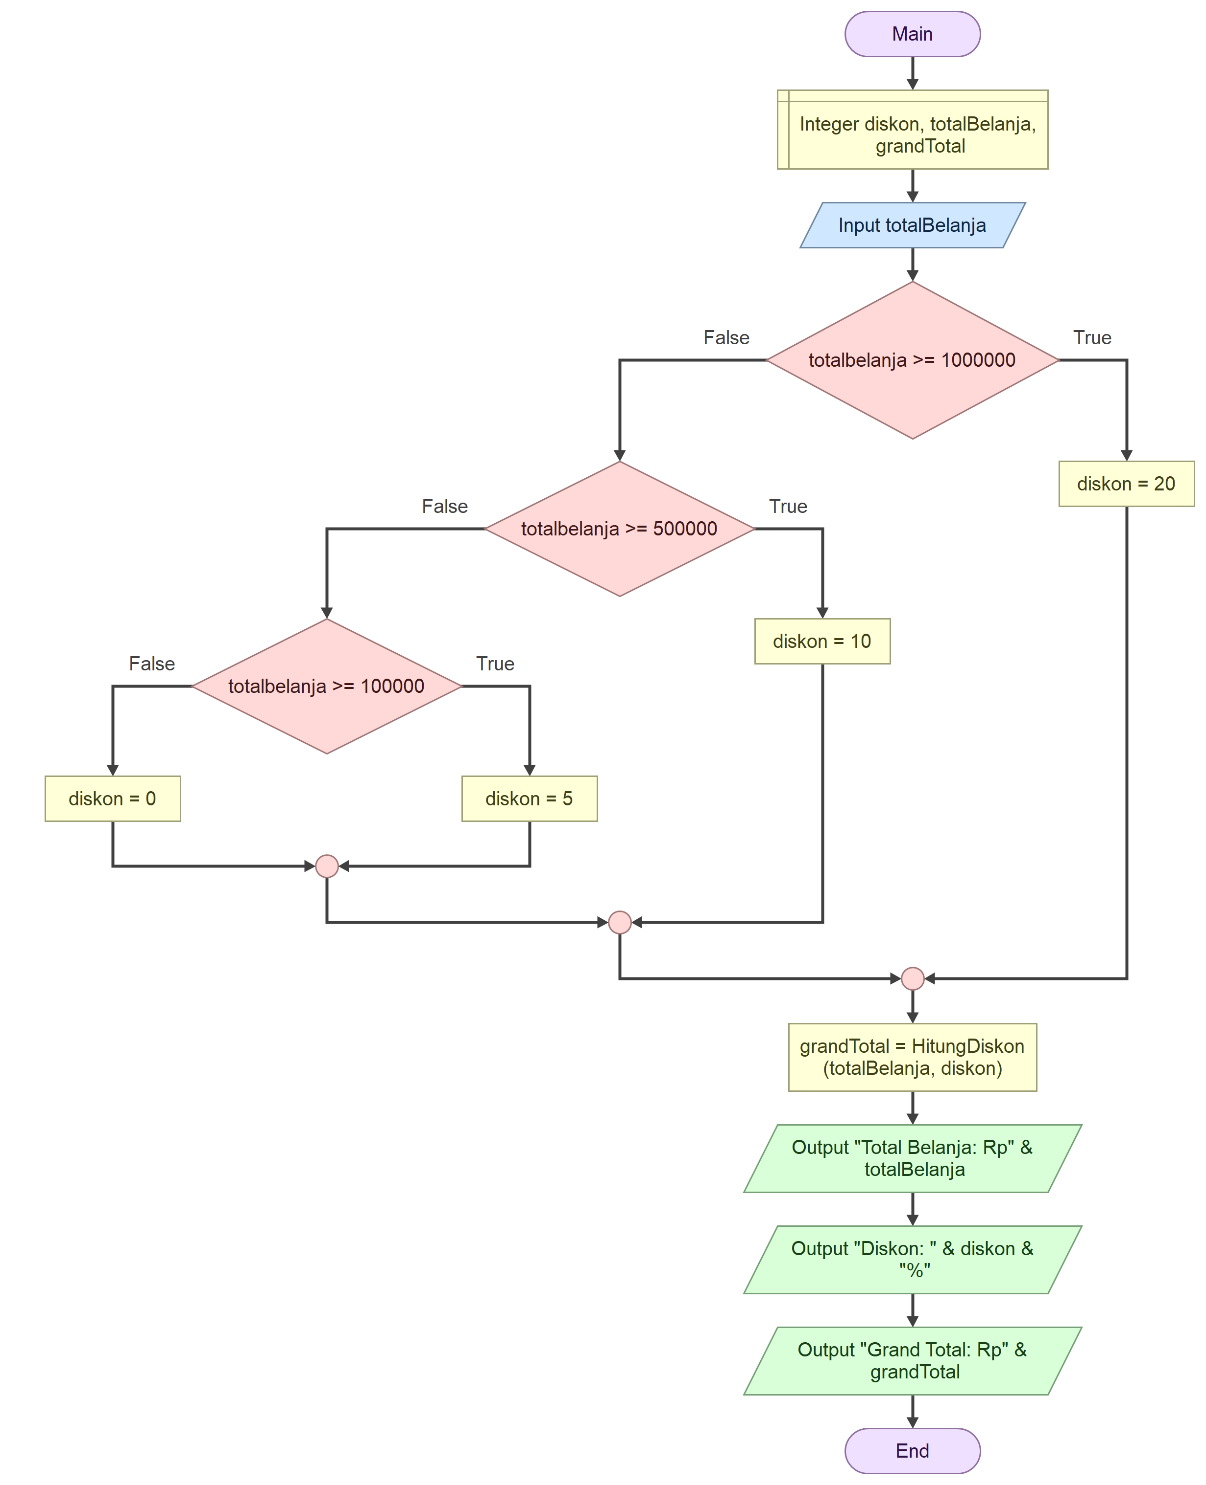 Main
Integer diskon, totalBelanja,
grandTotal
Input totalBelanja
False
True
totalbelanja >= 1000000
diskon = 20
False
True
totalbelanja >= 500000
diskon = 10
False
True
totalbelanja >= 100000
diskon = 0
diskon = 5
grandTotal = HitungDiskon
(totalBelanja, diskon)
Output "Total Belanja: Rp" &
totalBelanja
Output "Diskon: " & diskon &
"%"
Output "Grand Total: Rp" &
grandTotal
End